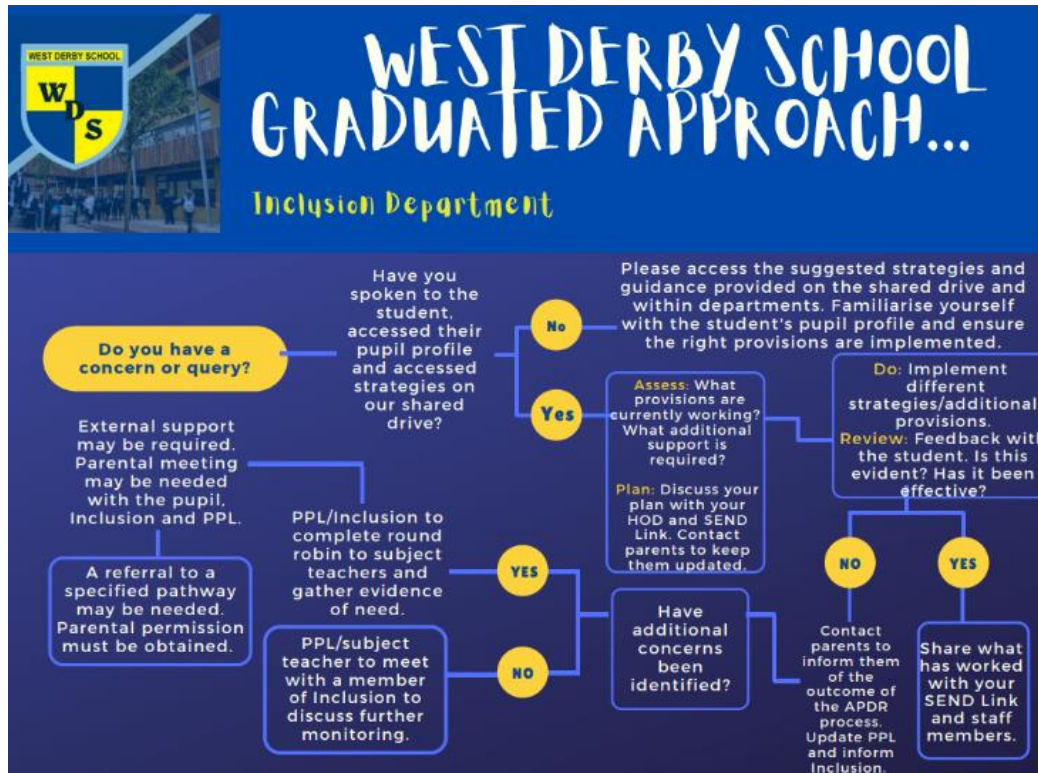 WEST DERBY SCHOOL
W
D
S
WEST DERBY SCHOOL
GRADUATED APPROACH...
Inclusion Department
Do you have a
concern or query?
Have you
spoken to the
student,
accessed their
pupil profile
and accessed
strategies on
our shared
drive?
No
Please access the suggested strategies and
guidance provided on the shared drive and
within departments. Familiarise yourself
with the student's pupil profile and ensure
the right provisions are implemented.
Yes
Assess: What
provisions are
currently working?
What additional
support is
required?
Plan: Discuss your
plan with your
HOD and SEND
Link. Contact
parents to keep
them updated.
Do: Implement
different
strategies/additional
provisions.
Review: Feedback with
the student. Is this
evident? Has it been
effective?
NO
YES
Contact
parents to
inform them
of the
outcome of
the APDR
process.
Update PPL
and inform
Inclusion.
Share what
has worked
with your
SEND Link
and staff
members.
Have
additional
concerns
been
identified?
YES
NO
PPL/Inclusion to
complete round
robin to subject
teachers and
gather evidence
of need.
PPL/subject
teacher to meet
with a member
of Inclusion to
discuss further
monitoring.
External support
may be required.
Parental meeting
may be needed
with the pupil,
Inclusion and PPL.
A referral to a
specified pathway
may be needed.
Parental permission
must be obtained.